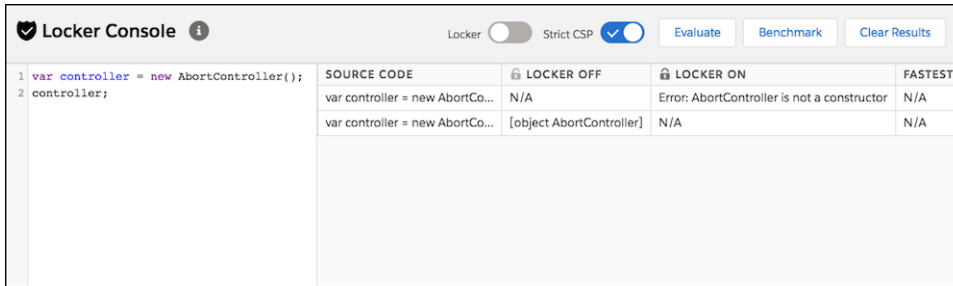 Locker Console
Locker Strict CSP Evaluate Benchmark Clear Results
1 var controller = new AbortController();
2 controller;
SOURCE CODE LOCKER OFF LOCKER ON FASTEST
var controller = new AbortCo... N/A Error: AbortController is not a constructor N/A
var controller = new AbortCo... [object AbortController] N/A N/A